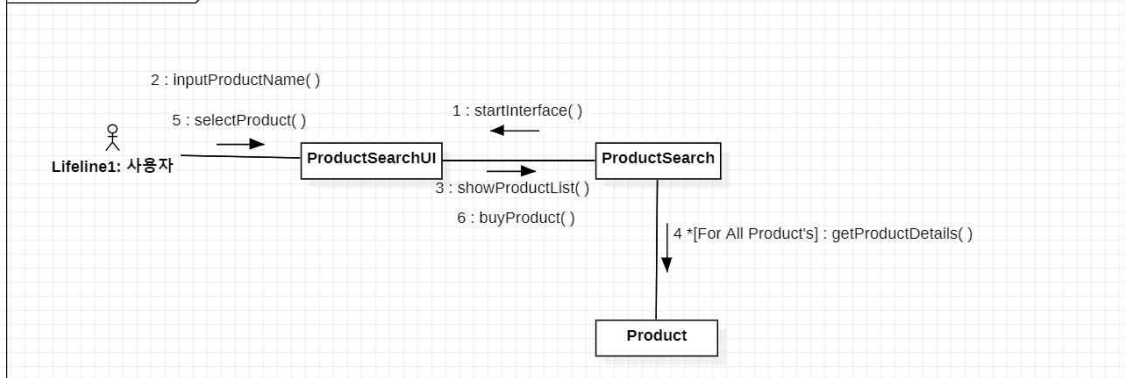 2 : inputProductName( )
5 : selectProduct( )
1 : startInterface( )
Lifeline1: 사용자
ProductSearchUI
ProductSearch
3 : showProductList( )
6 : buyProduct( )
4 *[For All Product's] : getProductDetails( )
Product